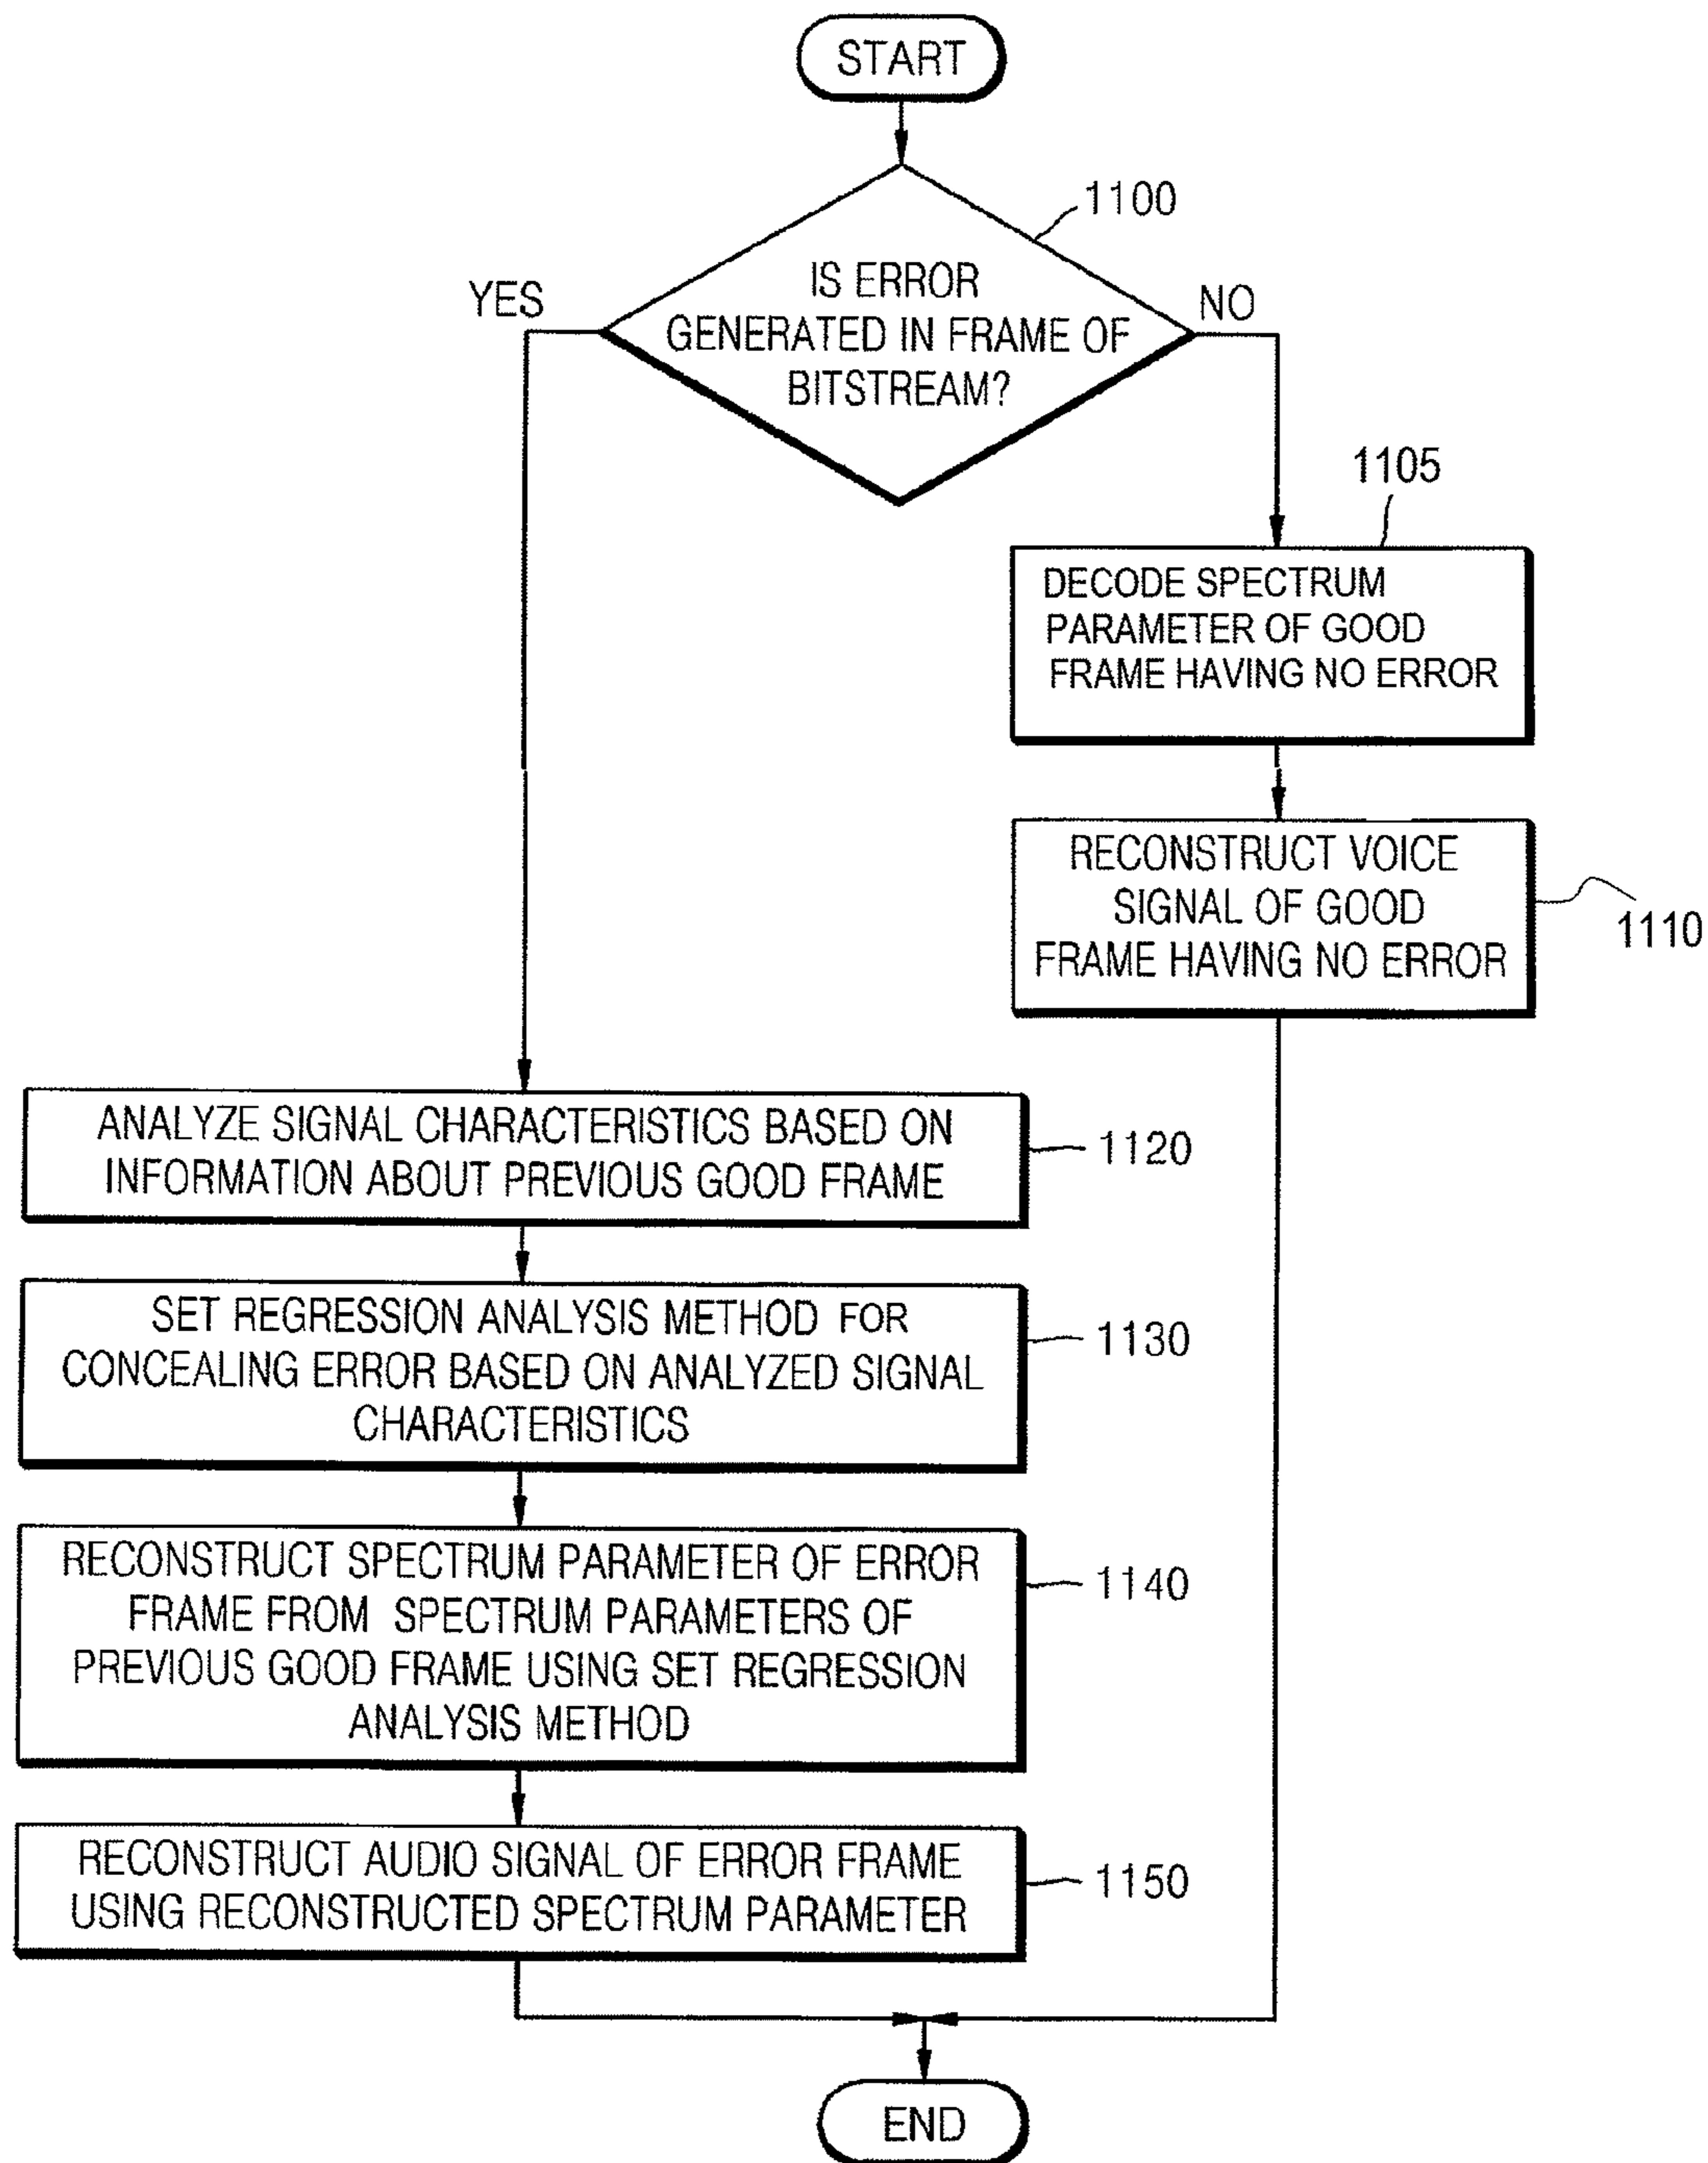 START
1100
IS ERROR
GENERATED IN FRAME OF
BITSTREAM?
YES
NO
1105
DECODE SPECTRUM
PARAMETER OF GOOD
FRAME HAVING NO ERROR
RECONSTRUCT VOICE
SIGNAL OF GOOD
FRAME HAVING NO ERROR
1110
ANALYZE SIGNAL CHARACTERISTICS BASED ON
INFORMATION ABOUT PREVIOUS GOOD FRAME
1120
SET REGRESSION ANALYSIS METHOD FOR
CONCEALING ERROR BASED ON ANALYZED SIGNAL
CHARACTERISTICS
1130
RECONSTRUCT SPECTRUM PARAMETER OF ERROR
FRAME FROM SPECTRUM PARAMETERS OF
PREVIOUS GOOD FRAME USING SET REGRESSION
ANALYSIS METHOD
1140
RECONSTRUCT AUDIO SIGNAL OF ERROR FRAME
USING RECONSTRUCTED SPECTRUM PARAMETER
1150
END